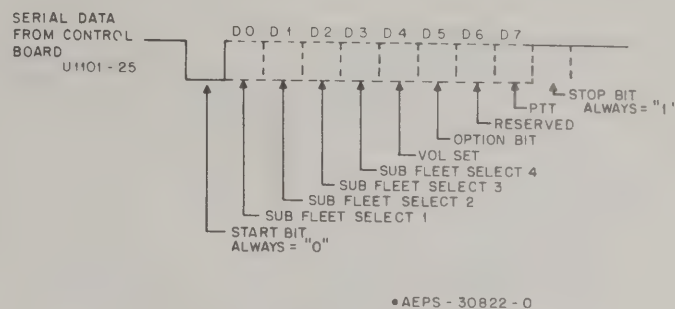 SERIAL DATA
FROM CONTROL
BOARD
U1101-25
D0 D1 D2 D3 D4 D5 D6 D7
STOP BIT
ALWAYS = "1"
PTT
RESERVED
OPTION BIT
VOL SET
SUB FLEET SELECT 4
SUB FLEET SELECT 3
SUB FLEET SELECT 2
SUB FLEET SELECT 1
START BIT
ALWAYS = "0"
•AEPS-30822-0